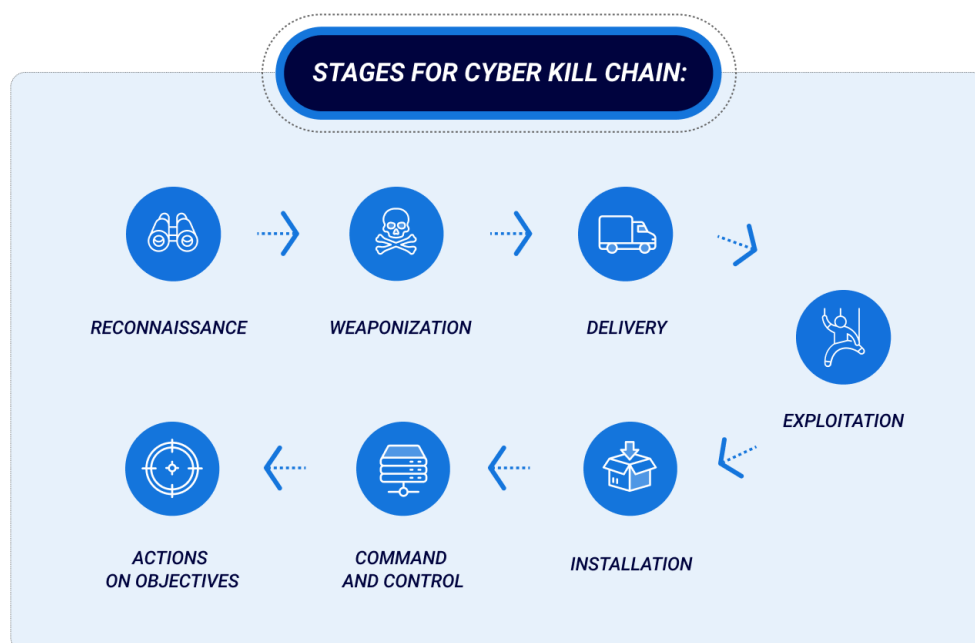 STAGES FOR CYBER KILL CHAIN:
RECONNAISSANCE
WEAPONIZATION
DELIVERY
EXPLOITATION
INSTALLATION
COMMAND
AND CONTROL
ACTIONS
ON OBJECTIVES